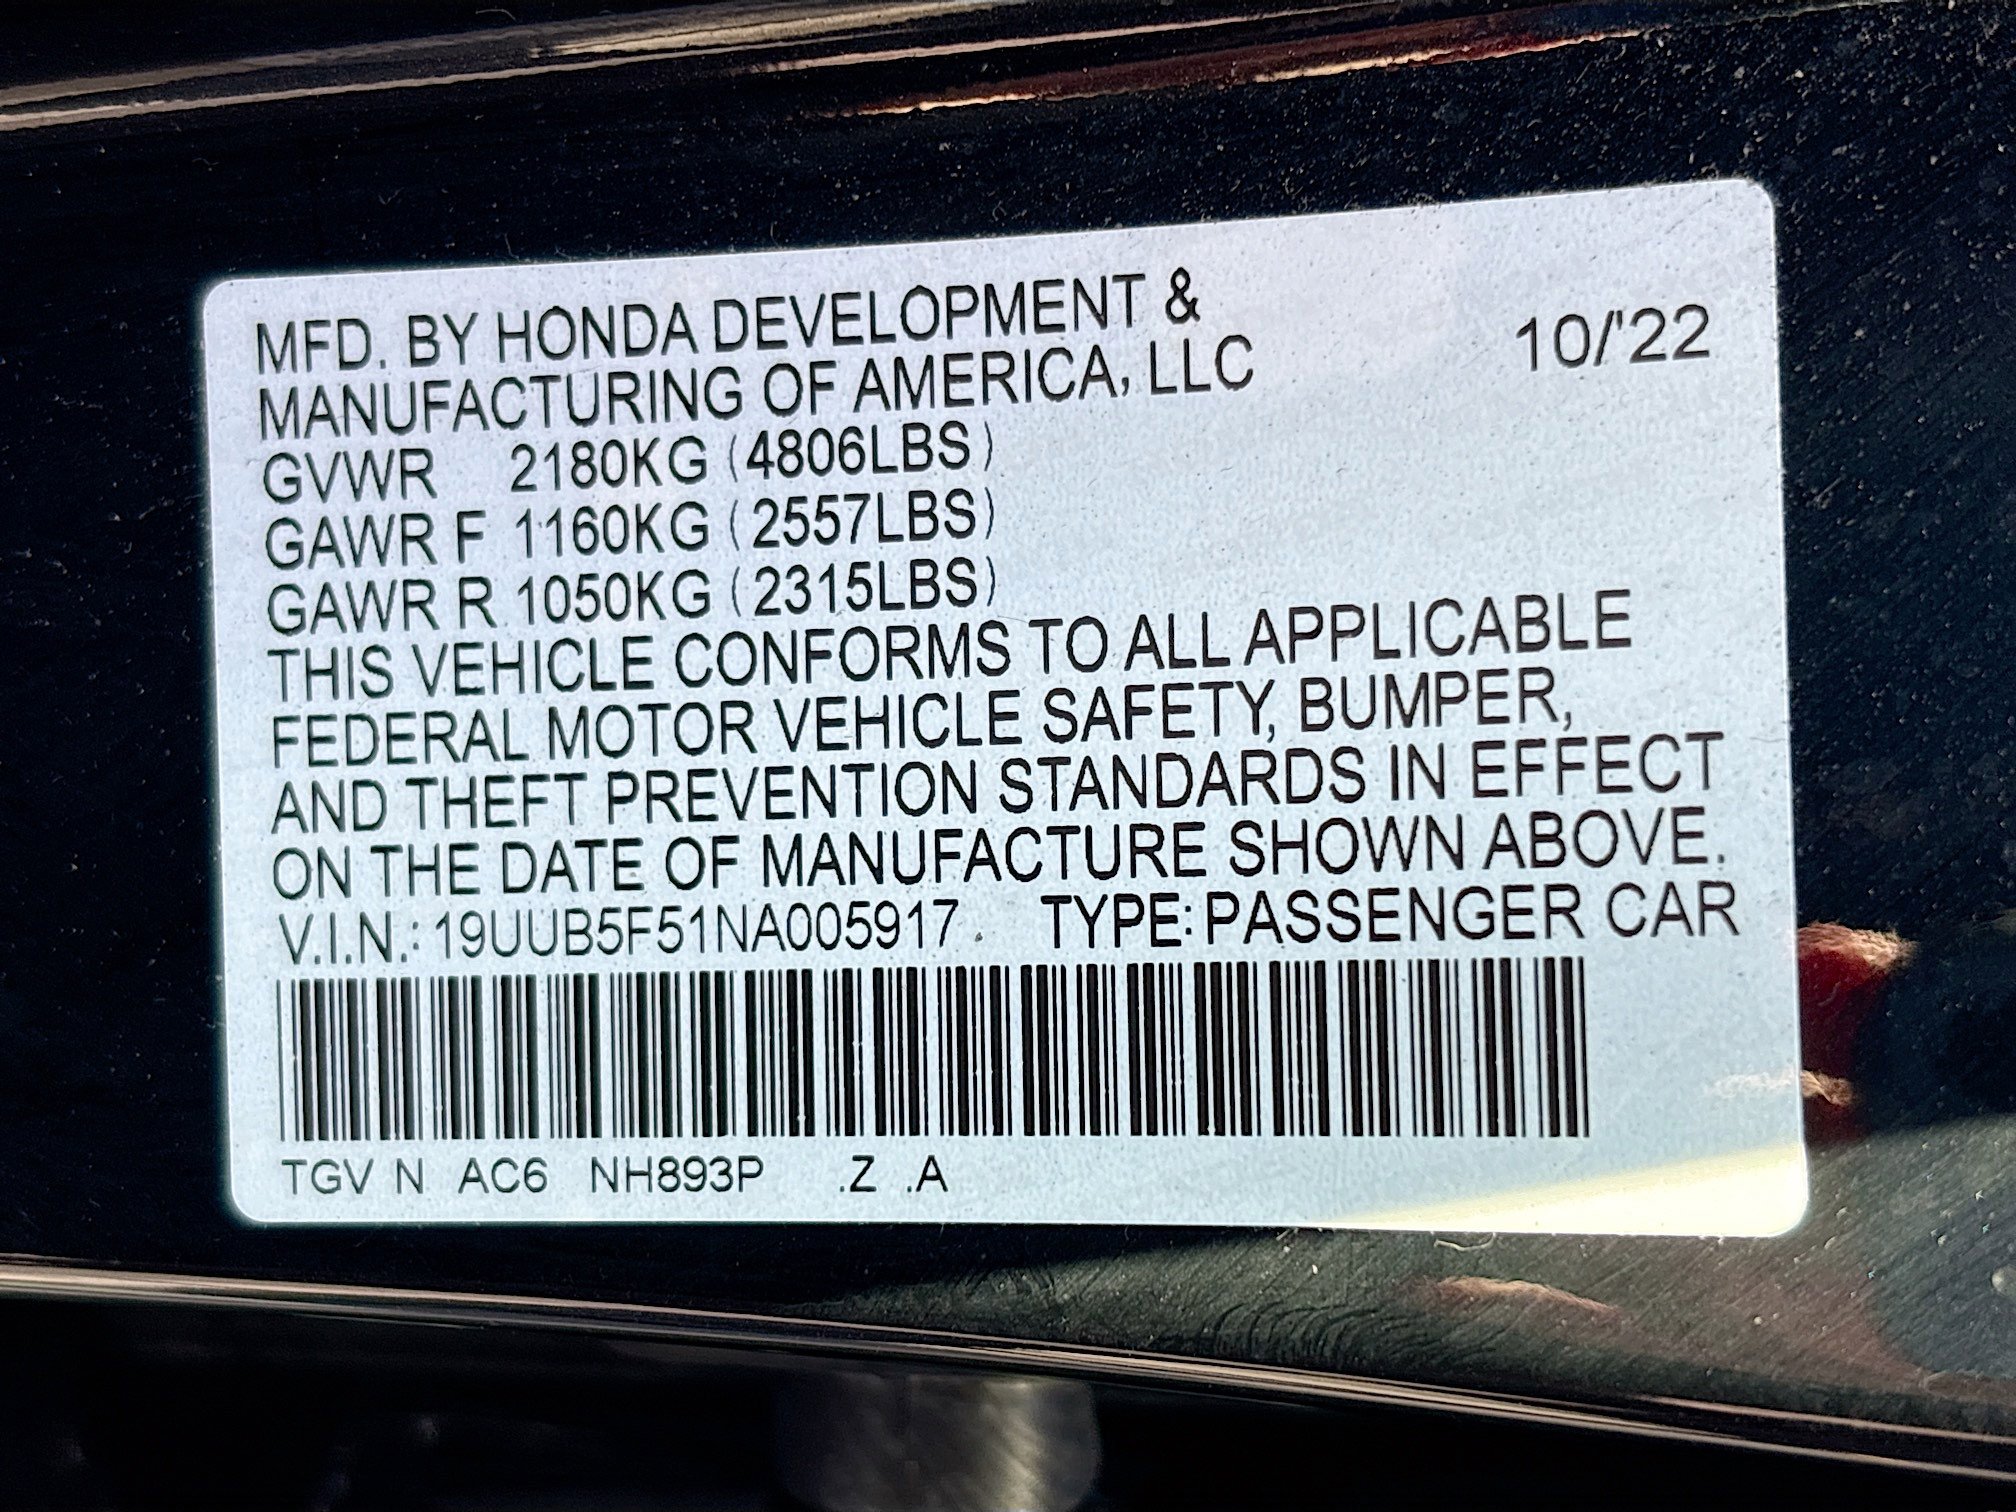 MFD. BY HONDA DEVELOPMENT &
MANUFACTURING OF AMERICA, LLC 10/'22
GVWR 2180KG (4806LBS)
GAWR F 1160KG (2557LBS)
GAWR R 1050KG (2315LBS)
THIS VEHICLE CONFORMS TO ALL APPLICABLE
FEDERAL MOTOR VEHICLE SAFETY, BUMPER,
AND THEFT PREVENTION STANDARDS IN EFFECT
ON THE DATE OF MANUFACTURE SHOWN ABOVE.
V.I.N.: 19UUB5F51NA005917 TYPE: PASSENGER CAR
TGV N AC6 NH893P .Z .A